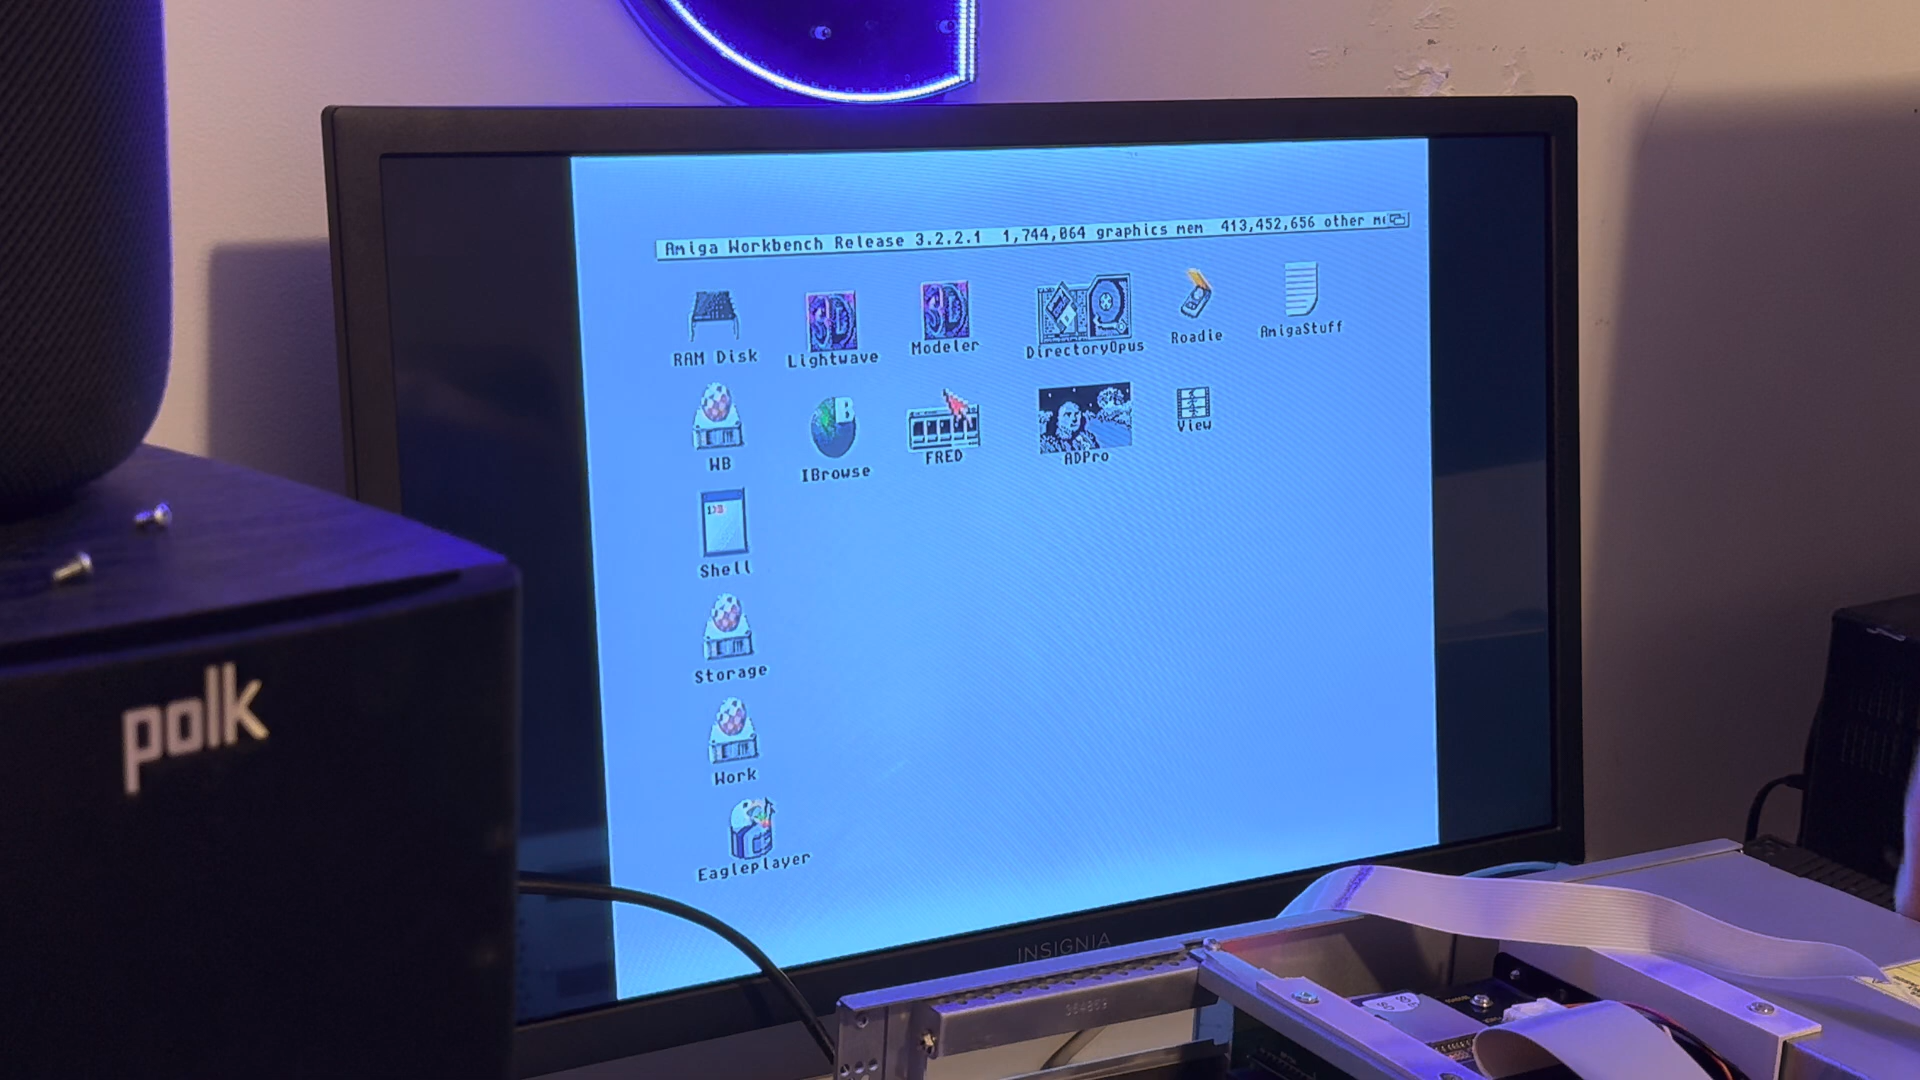 Amiga Workbench Release 3.2.2.1 1,744,064 graphics mem 413,452,656 other
RAM Disk
Lightwave
Modeler
DirectoryOpus
Roadie
AmigaStuff
WB
IBrowse
FRED
ADPro
View
Shell
Storage
Work
Eagleplayer
polk
INSIGNIA